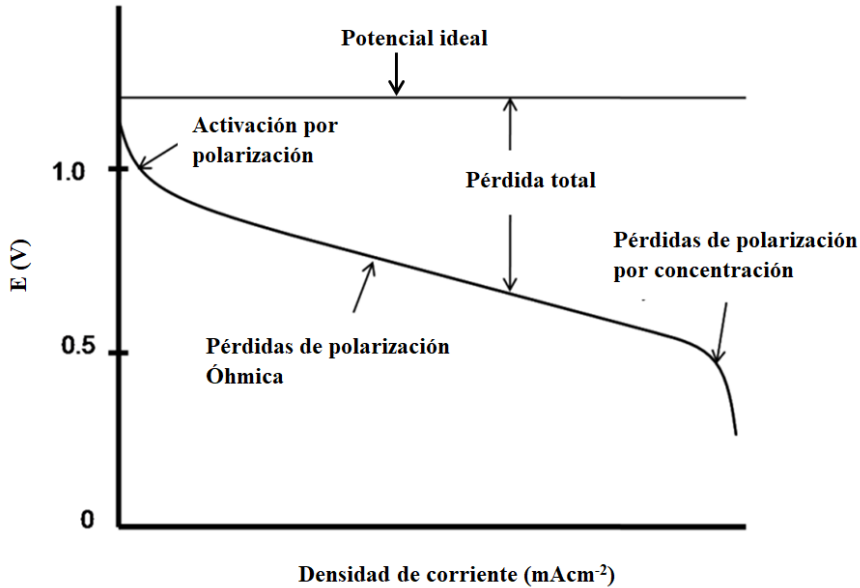 Potencial ideal
Activación por
polarización
1.0
Pérdida total
Pérdidas de polarización
por concentración
E (V)
0.5
Pérdidas de polarización
Óhmica
0
Densidad de corriente (mAcm⁻²)